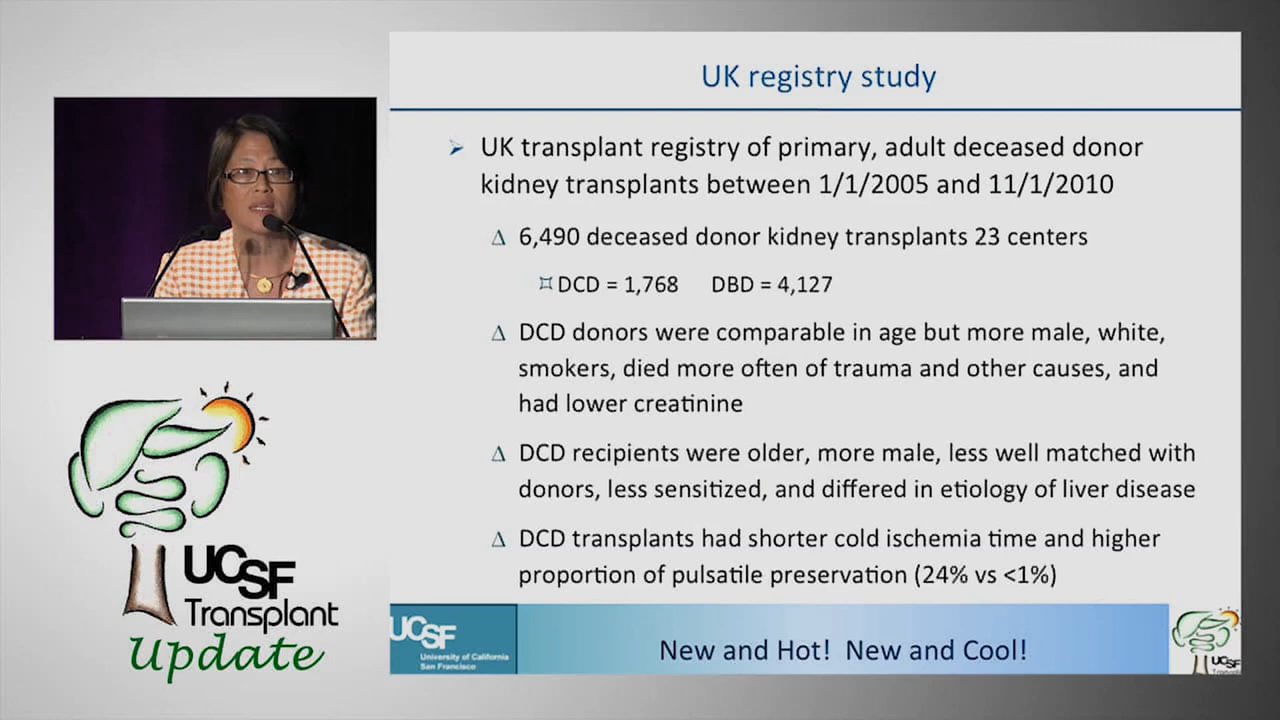 UK registry study
UK transplant registry of primary, adult deceased donor
kidney transplants between 1/1/2005 and 11/1/2010
6,490 deceased donor kidney transplants 23 centers
DCD = 1,768 DBD = 4,127
DCD donors were comparable in age but more male, white,
smokers, died more often of trauma and other causes, and
had lower creatinine
DCD recipients were older, more male, less well matched with
donors, less sensitized, and differed in etiology of liver disease
DCD transplants had shorter cold ischemia time and higher
proportion of pulsatile preservation (24% vs <1%)
UCSF
University of California
San Francisco
New and Hot! New and Cool!
UCSF
UCSF
Transplant
Update